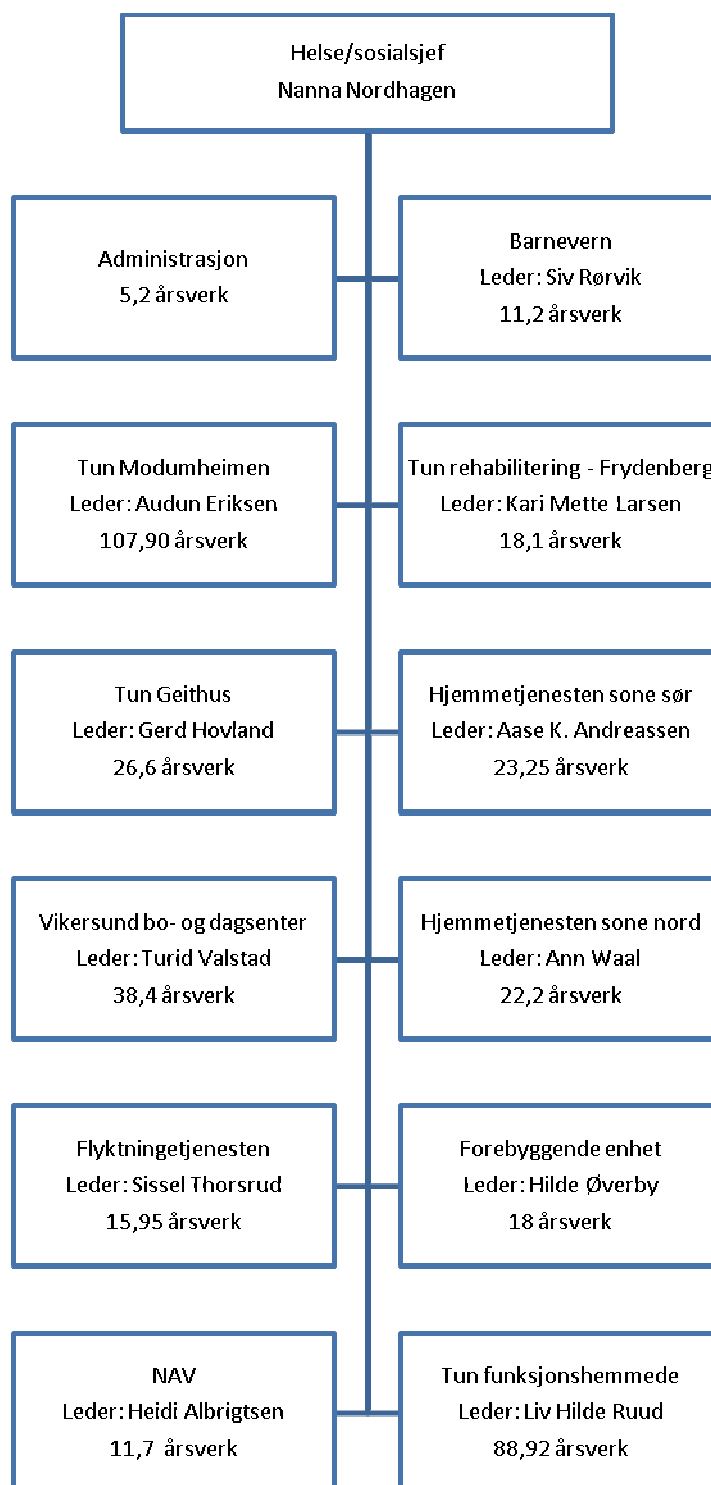 Helse/sosialsjef
Nanna Nordhagen
Administrasjon
5,2 årsverk
Barnevern
Leder: Siv Rørvik
11,2 årsverk
Tun Modumheimen
Leder: Audun Eriksen
107,90 årsverk
Tun rehabilitering - Frydenberg
Leder: Kari Mette Larsen
18,1 årsverk
Tun Geithus
Leder: Gerd Hovland
26,6 årsverk
Hjemmetjenesten sone sør
Leder: Aase K. Andreassen
23,25 årsverk
Vikersund bo- og dagsenter
Leder: Turid Valstad
38,4 årsverk
Hjemmetjenesten sone nord
Leder: Ann Waal
22,2 årsverk
Flyktningetjenesten
Leder: Sissel Thorsrud
15,95 årsverk
Forebyggende enhet
Leder: Hilde Øverby
18 årsverk
NAV
Leder: Heidi Albrigtsen
11,7 årsverk
Tun funksjonshemmede
Leder: Liv Hilde Ruud
88,92 årsverk